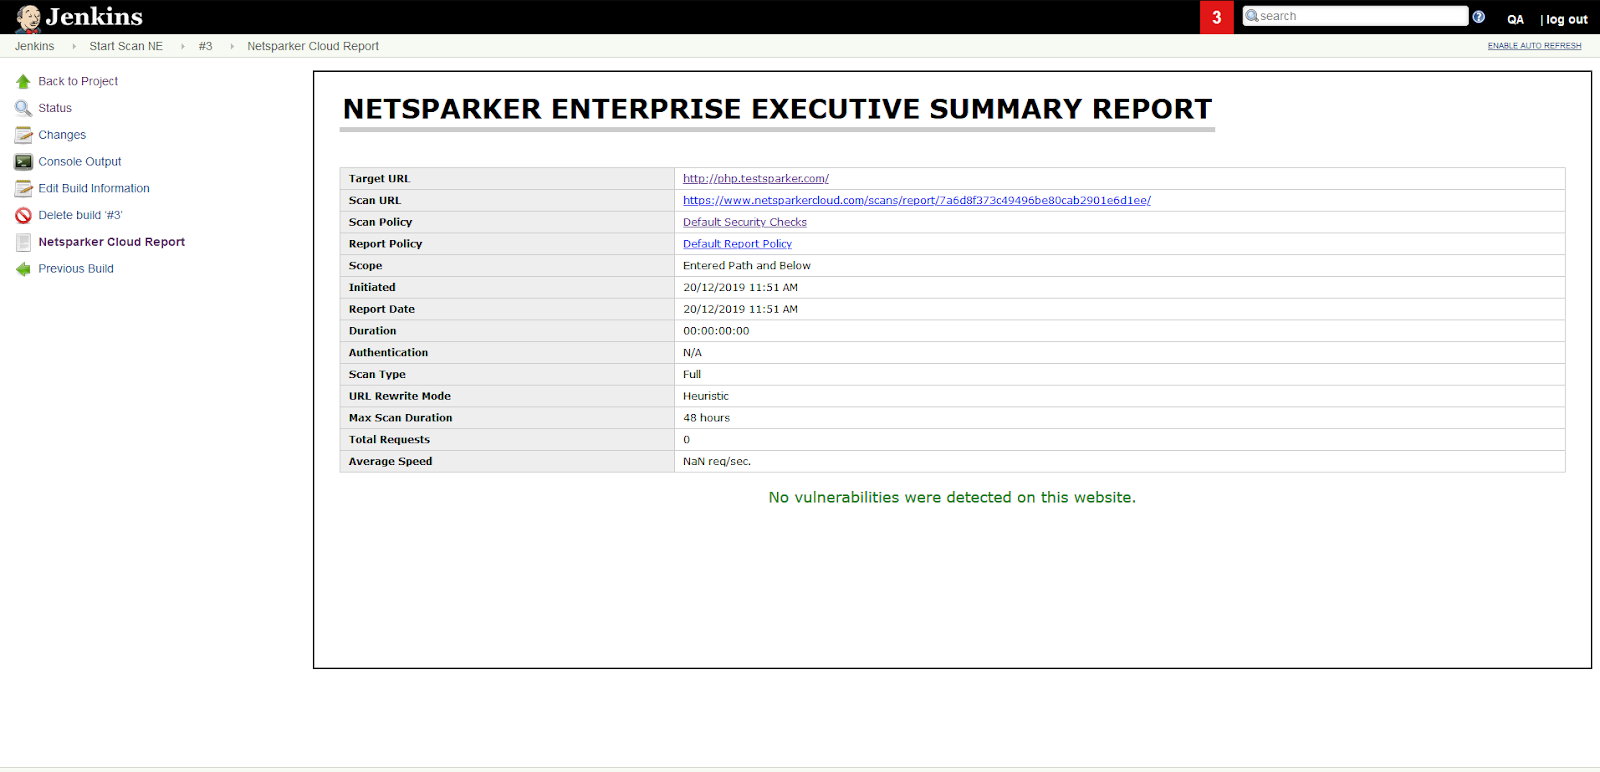 Jenkins
3
search
QA
| log out
Jenkins
Start Scan NE
#3
Netsparker Cloud Report
ENABLE AUTO REFRESH
Back to Project
Status
Changes
Console Output
Edit Build Information
Delete build '#3'
Netsparker Cloud Report
Previous Build
NETSPARKER ENTERPRISE EXECUTIVE SUMMARY REPORT
Target URL http://php.testsparker.com/
Scan URL https://www.netsparkercloud.com/scans/report/7a6d8f373c49496be80cab2901e6d1ee/
Scan Policy Default Security Checks
Report Policy Default Report Policy
Scope Entered Path and Below
Initiated 20/12/2019 11:51 AM
Report Date 20/12/2019 11:51 AM
Duration 00:00:00:00
Authentication N/A
Scan Type Full
URL Rewrite Mode Heuristic
Max Scan Duration 48 hours
Total Requests 0
Average Speed NaN req/sec.
No vulnerabilities were detected on this website.